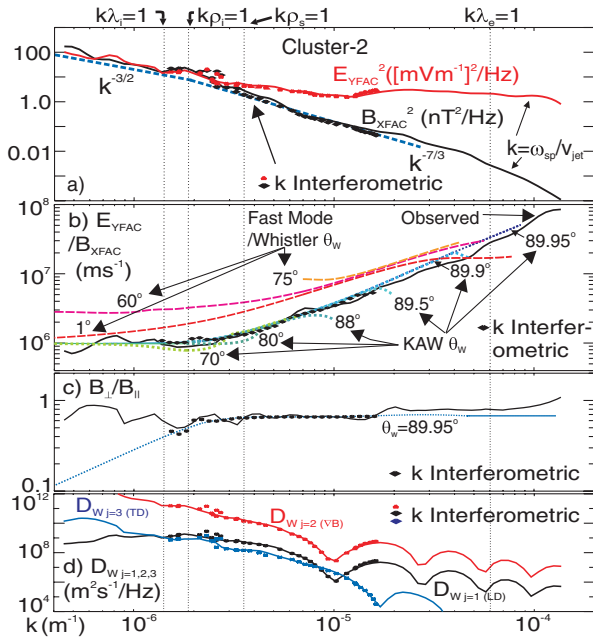 kλi=1 kρi=1 kρs=1 kλe=1
Cluster-2
100
1.0
0.01
EYFAC²([mVm⁻¹]²/Hz)
k⁻³/²
BXFAC² (nT²/Hz)
k=ωsp/vjet
k⁻⁷/³
k Interferometric
a)
10⁸
10⁷
10⁶
b) EYFAC
/BXFAC
(ms⁻¹)
Fast Mode
/Whistler θw
Observed
75°
60°
1°
89.95°
89.9°
89.5°
88°
80°
70°
KAW θw
k Interfer-
ometric
c) B⊥/B||
1
0.1
θw=89.95°
k Interferometric
10¹²
10⁸
10⁴
DW j=3 (TD)
DW j=2 (∇B)
k Interferometric
d) DW j=1,2,3
(m²s⁻¹/Hz)
DW j=1 (LD)
k(m⁻¹) 10⁻⁶ 10⁻⁵ 10⁻⁴